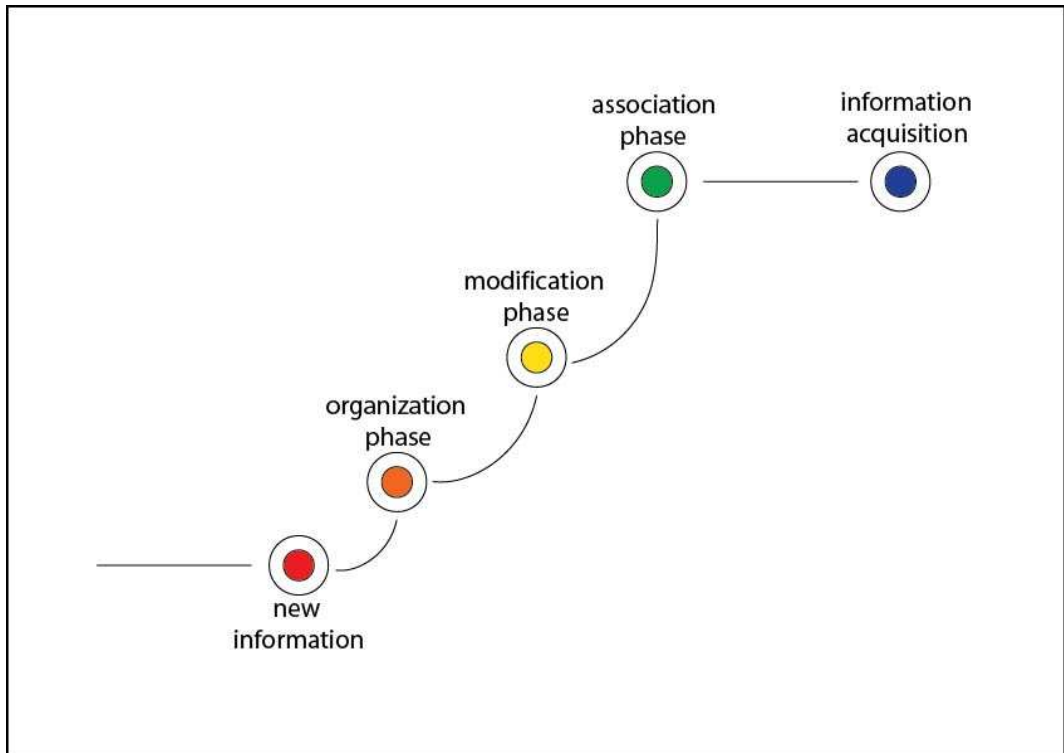 association
phase
information
acquisition
modification
phase
organization
phase
new
information